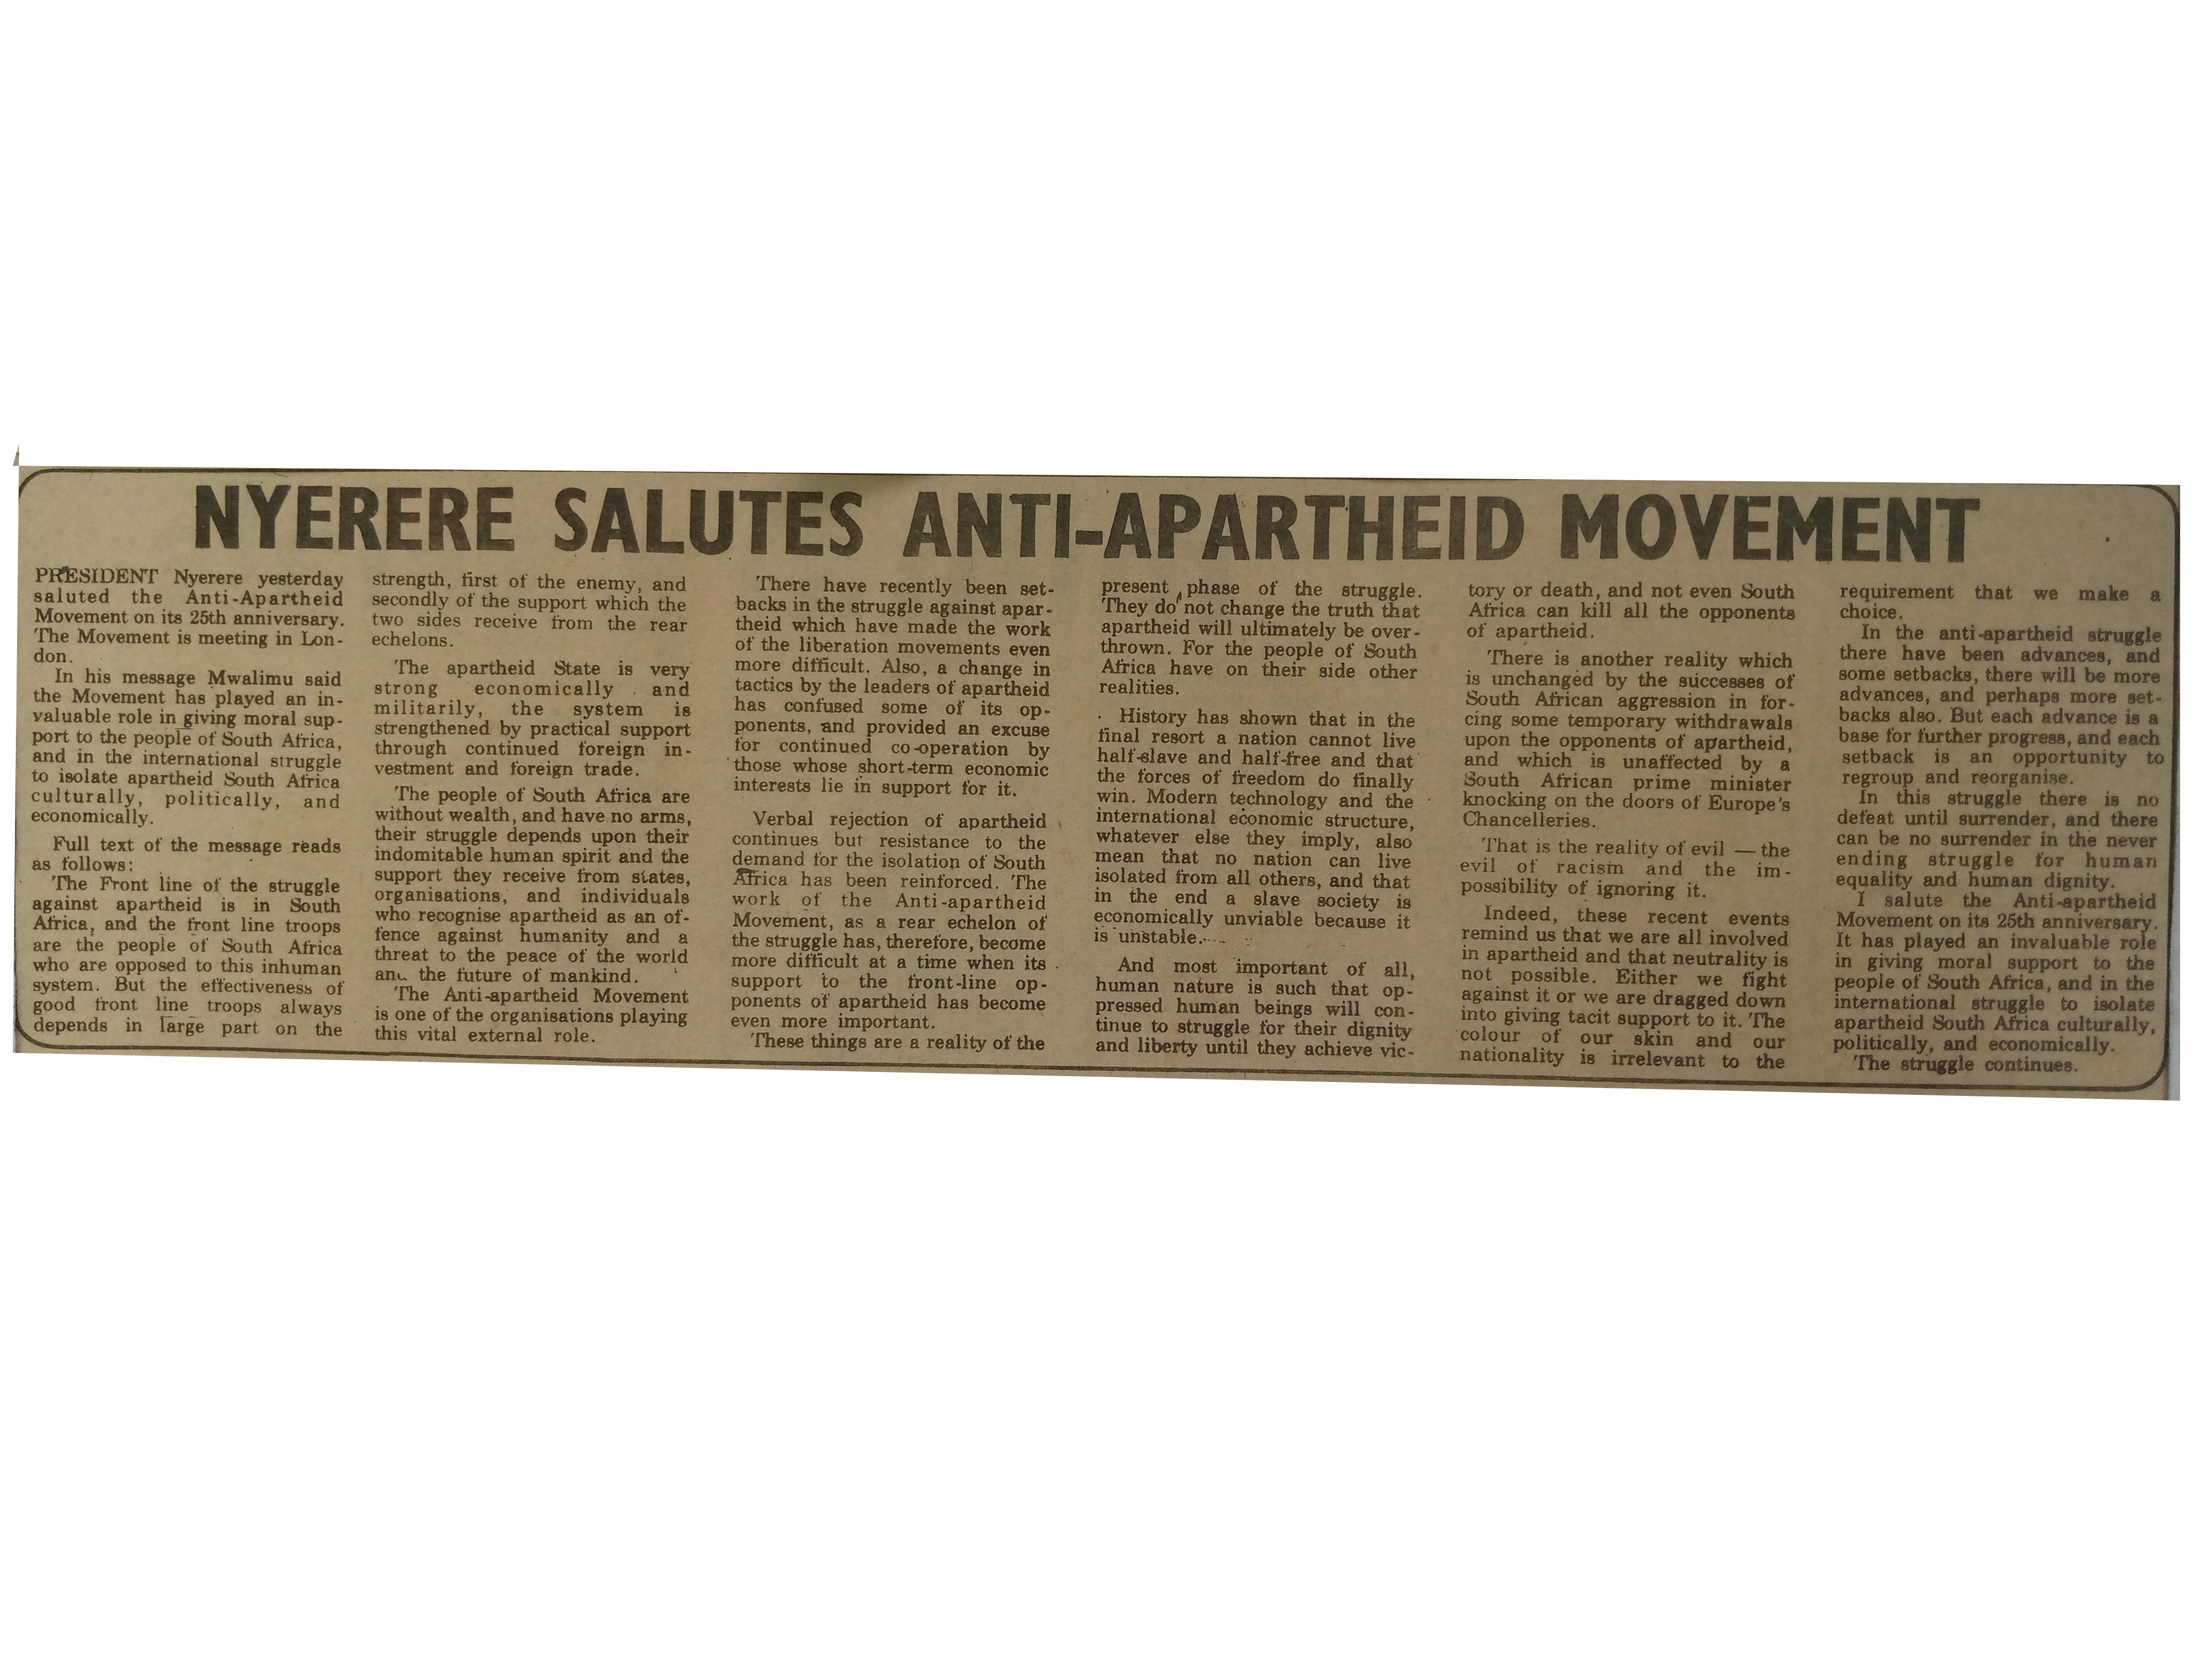 NYERERE SALUTES ANTI-APARTHEID MOVEMENT
PRESIDENT Nyerere yesterday
saluted the Anti-Apartheid
Movement on its 25th anniversary.
The Movement is meeting in Lon-
don.
In his message Mwalimu said
the Movement has played an in-
valuable role in giving moral sup-
port to the people of South Africa,
and in the international struggle
to isolate apartheid South Africa
culturally, politically, and
economically.
Full text of the message reads
as follows:
The Front line of the struggle
against apartheid is in South
Africa, and the front line troops
are the people of South Africa
who are opposed to this inhuman
system. But the effectiveness of
good front line troops always
depends in large part on the
strength, first of the enemy, and
secondly of the support which the
two sides receive from the rear
echelons.
The apartheid State is very
strong economically and
militarily, the system is
strengthened by practical support
through continued foreign in-
vestment and foreign trade.
The people of South Africa are
without wealth, and have no arms,
their struggle depends upon their
indomitable human spirit and the
support they receive from states,
organisations, and individuals
who recognise apartheid as an of-
fence against humanity and a
threat to the peace of the world
and the future of mankind.
The Anti-apartheid Movement
is one of the organisations playing
this vital external role.
There have recently been set-
backs in the struggle against apar-
theid which have made the work
of the liberation movements even
more difficult. Also, a change in
tactics by the leaders of apartheid
has confused some of its op-
ponents, and provided an excuse
for continued co-operation by
those whose short-term economic
interests lie in support for it.
Verbal rejection of apartheid
continues but resistance to the
demand for the isolation of South
Africa has been reinforced. The
work of the Anti-apartheid
Movement, as a rear echelon of
the struggle has, therefore, become
more difficult at a time when its
support to the front-line op-
ponents of apartheid has become
even more important.
These things are a reality of the
present phase of the struggle.
They do not change the truth that
apartheid will ultimately be over-
thrown. For the people of South
Africa have on their side other
realities.
History has shown that in the
final resort a nation cannot live
half-slave and half-free and that
the forces of freedom do finally
win. Modern technology and the
international economic structure,
whatever else they imply, also
mean that no nation can live
isolated from all others, and that
in the end a slave society is
economically unviable because it
is unstable.
And most important of all,
human nature is such that op-
pressed human beings will con-
tinue to struggle for their dignity
and liberty until they achieve vic-
tory or death, and not even South
Africa can kill all the opponents
of apartheid.
There is another reality which
is unchanged by the successes of
South African aggression in for-
cing some temporary withdrawals
upon the opponents of apartheid,
and which is unaffected by a
South African prime minister
knocking on the doors of Europe's
Chancelleries.
That is the reality of evil — the
evil of racism and the im-
possibility of ignoring it.
Indeed, these recent events
remind us that we are all involved
in apartheid and that neutrality is
not possible. Either we fight
against it or we are dragged down
into giving tacit support to it. The
colour of our skin and our
nationality is irrelevant to the
requirement that we make a
choice.
In the anti-apartheid struggle
there have been advances, and
some setbacks, there will be more
advances, and perhaps more set-
backs also. But each advance is a
base for further progress, and each
setback is an opportunity to
regroup and reorganise.
In this struggle there is no
defeat until surrender, and there
can be no surrender in the never
ending struggle for human
equality and human dignity.
I salute the Anti-apartheid
Movement on its 25th anniversary.
It has played an invaluable role
in giving moral support to the
people of South Africa, and in the
international struggle to isolate
apartheid South Africa culturally,
politically, and economically.
The struggle continues.